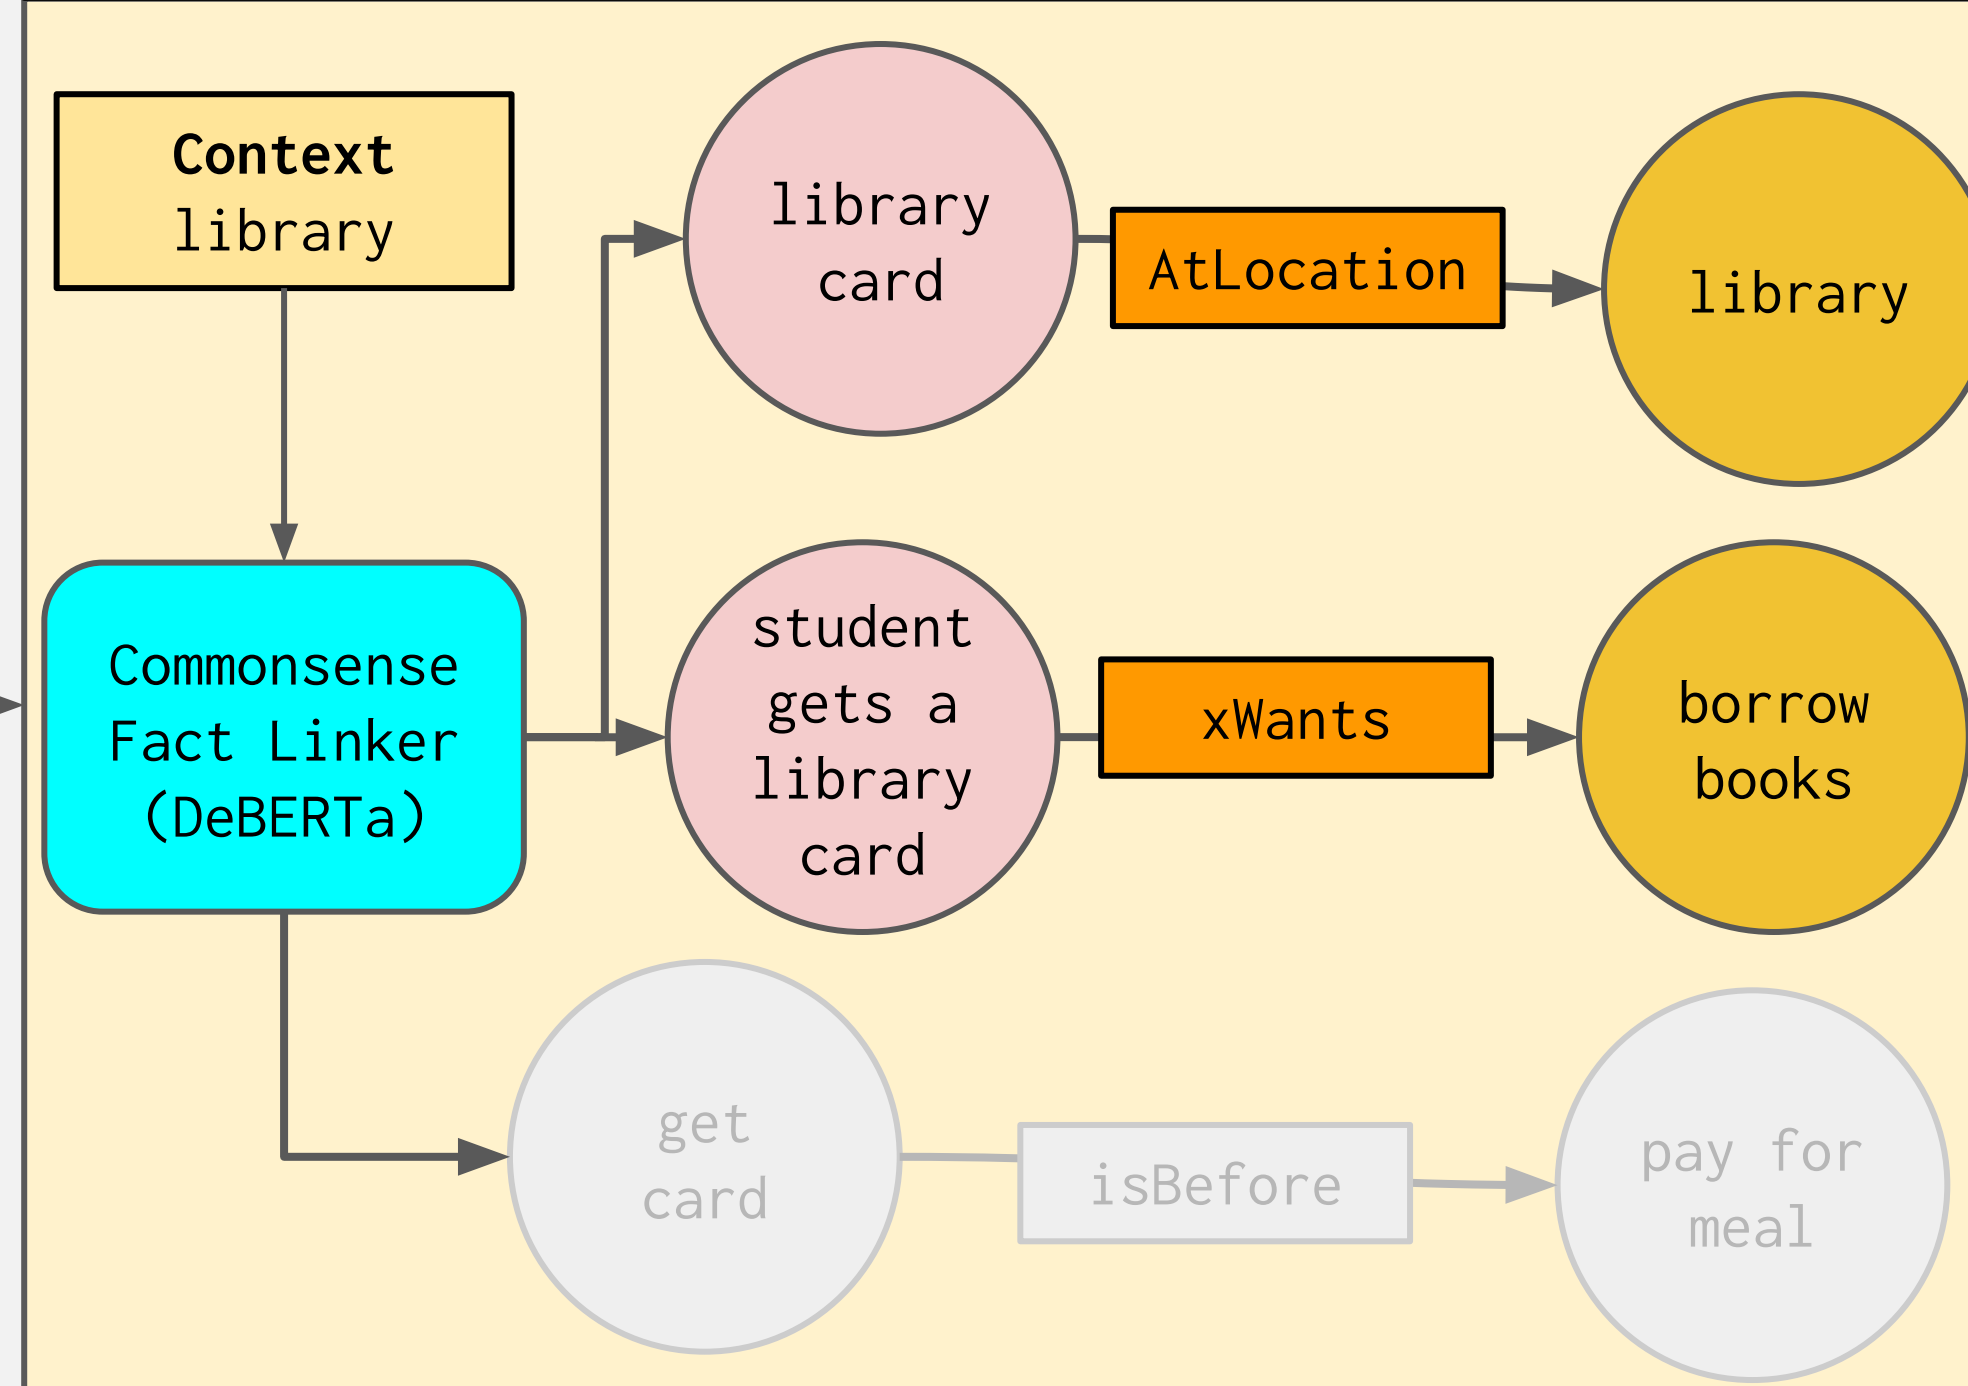 Context
library
library
card
AtLocation
library
Commonsense
Fact Linker
(DeBERTa)
student
gets a
library
card
xWants
borrow
books
get
card
isBefore
pay for
meal